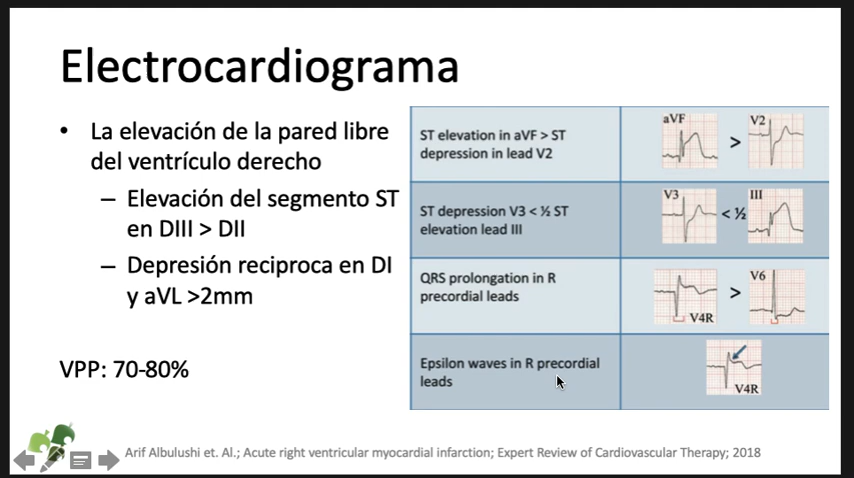 Electrocardiograma
• La elevación de la pared libre
del ventrículo derecho
– Elevación del segmento ST
en DIII > DII
– Depresión reciproca en DI
y aVL >2mm
VPP: 70-80%
ST elevation in aVF > ST
depression in lead V2
aVF
>
V2
ST depression V3 < ½ ST
elevation lead III
V3
< ½
III
QRS prolongation in R
precordial leads
V4R
>
V6
Epsilon waves in R precordial
leads
V4R
Arif Albulushi et. Al.; Acute right ventricular myocardial infarction; Expert Review of Cardiovascular Therapy; 2018